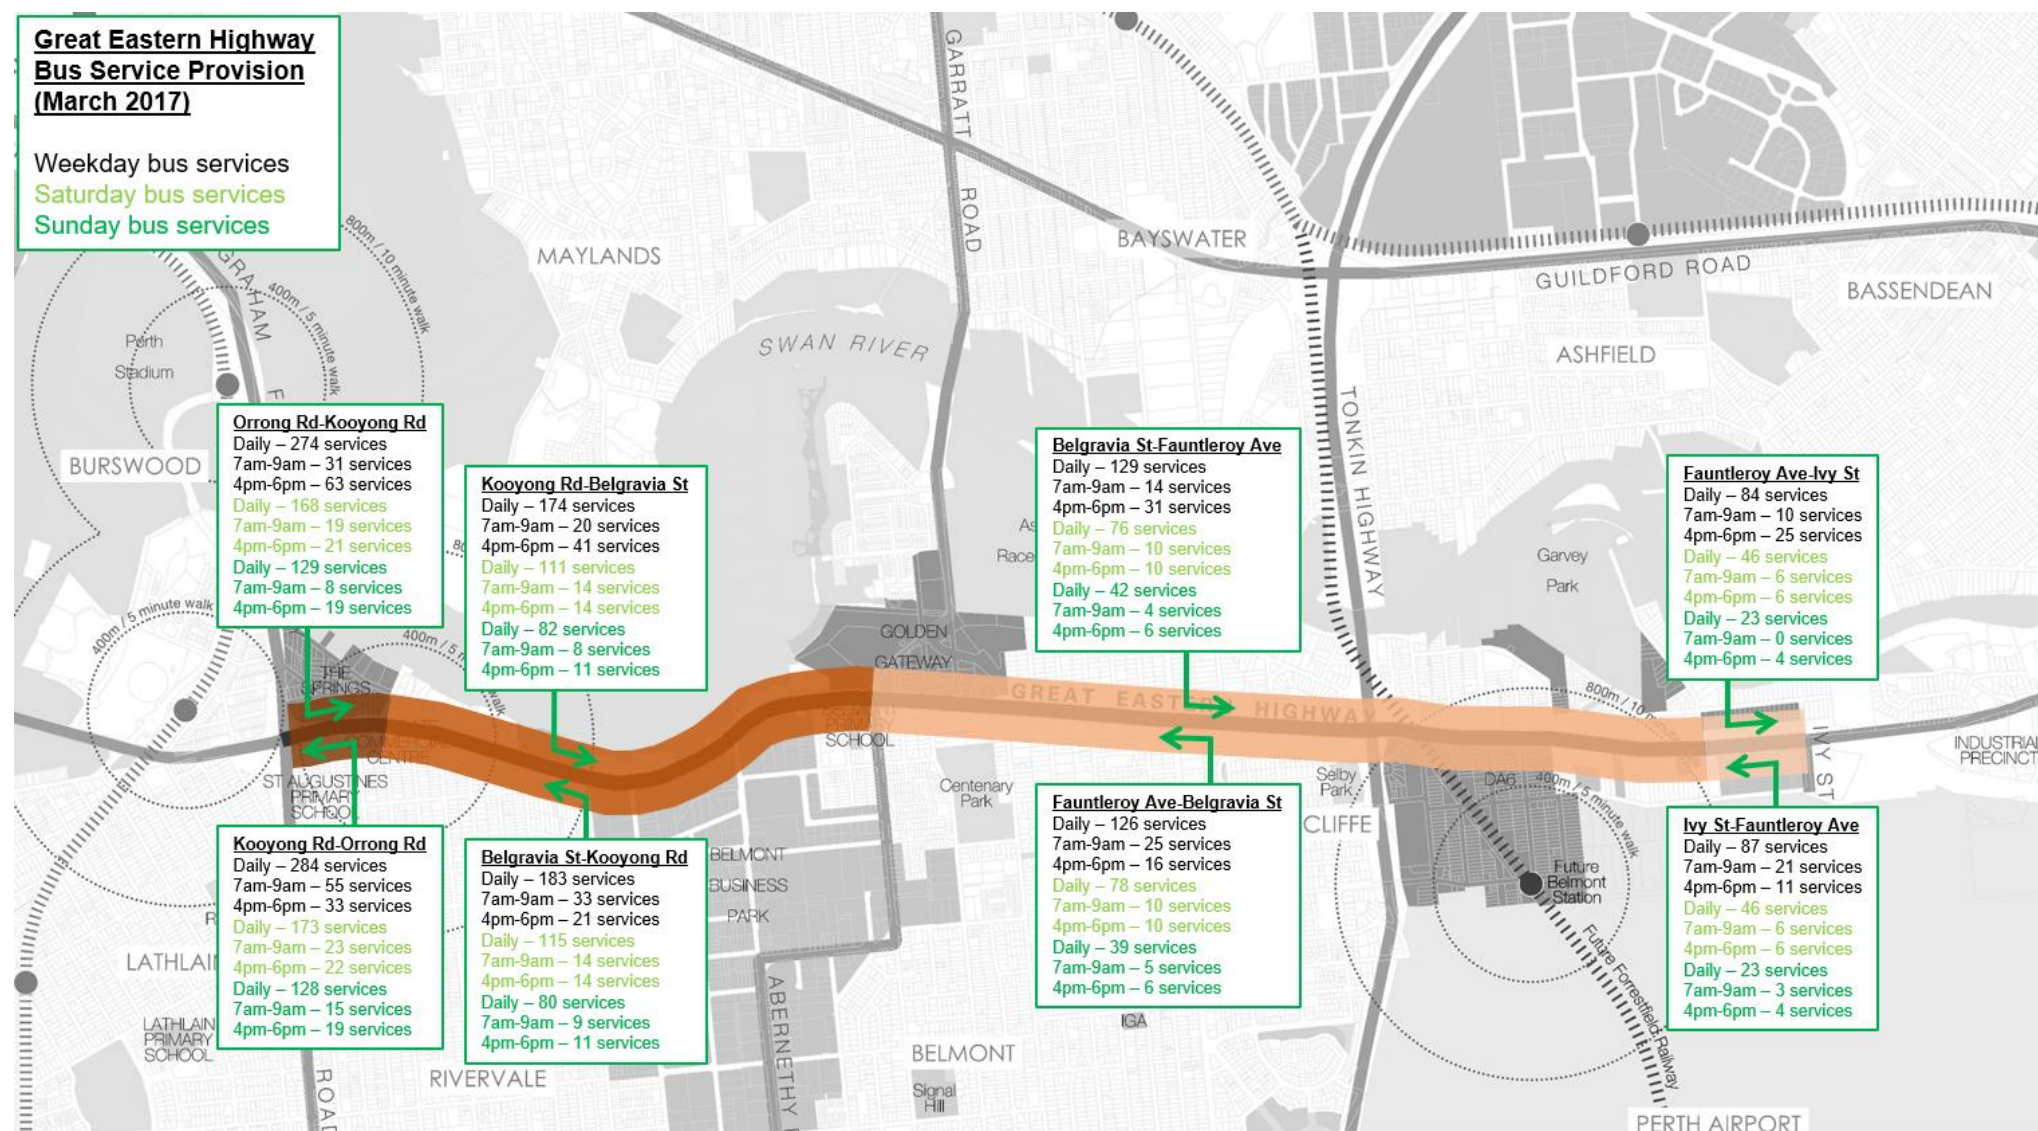 Great Eastern Highway
Bus Service Provision
(March 2017)
Weekday bus services
Saturday bus services
Sunday bus services
GARRATT ROAD
MAYLANDS
BAYSWATER
GUILDFORD ROAD
BASSENDEAN
ASHFIELD
SWAN RIVER
GRAHAM
800m / 10 minute walk
400m / 5 minute walk
Perth
Stadium
BURSWOOD
TONKIN HIGHWAY
Orrong Rd-Kooyong Rd
Daily – 274 services
7am-9am – 31 services
4pm-6pm – 63 services
Daily – 168 services
7am-9am – 19 services
4pm-6pm – 21 services
Daily – 129 services
7am-9am – 8 services
4pm-6pm – 19 services
Kooyong Rd-Belgravia St
Daily – 174 services
7am-9am – 20 services
4pm-6pm – 41 services
Daily – 111 services
7am-9am – 14 services
4pm-6pm – 14 services
Daily – 82 services
7am-9am – 8 services
4pm-6pm – 11 services
Belgravia St-Fauntleroy Ave
Daily – 129 services
7am-9am – 14 services
4pm-6pm – 31 services
Daily – 76 services
7am-9am – 10 services
4pm-6pm – 10 services
Daily – 42 services
7am-9am – 4 services
4pm-6pm – 6 services
Fauntleroy Ave-Ivy St
Daily – 84 services
7am-9am – 10 services
4pm-6pm – 25 services
Daily – 46 services
7am-9am – 6 services
4pm-6pm – 6 services
Daily – 23 services
7am-9am – 0 services
4pm-6pm – 4 services
Garvey
Park
400m / 5 minute walk
THE
SPRINGS
GOLDEN
GATEWAY
GREAT EASTERN HIGHWAY
PRIMARY
SCHOOL
ST AUGUSTINES
PRIMARY
SCHOOL
CENTRE
Centenary
Park
Selby
Park
DA6
400m / 5 minute walk
IVY ST
INDUSTRIAL
PRECINCT
CLIFFE
Future
Belmont
Station
Future Forrestfield Railway
Kooyong Rd-Orrong Rd
Daily – 284 services
7am-9am – 55 services
4pm-6pm – 33 services
Daily – 173 services
7am-9am – 23 services
4pm-6pm – 22 services
Daily – 128 services
7am-9am – 15 services
4pm-6pm – 19 services
Belgravia St-Kooyong Rd
Daily – 183 services
7am-9am – 33 services
4pm-6pm – 21 services
Daily – 115 services
7am-9am – 14 services
4pm-6pm – 14 services
Daily – 80 services
7am-9am – 9 services
4pm-6pm – 11 services
Fauntleroy Ave-Belgravia St
Daily – 126 services
7am-9am – 25 services
4pm-6pm – 16 services
Daily – 78 services
7am-9am – 10 services
4pm-6pm – 10 services
Daily – 39 services
7am-9am – 5 services
4pm-6pm – 6 services
Ivy St-Fauntleroy Ave
Daily – 87 services
7am-9am – 21 services
4pm-6pm – 11 services
Daily – 46 services
7am-9am – 6 services
4pm-6pm – 6 services
Daily – 23 services
7am-9am – 3 services
4pm-6pm – 4 services
BELMONT
BUSINESS
PARK
LATHLAIN
PRIMARY
SCHOOL
RIVERVALE
ROAD
ABERNETHY
IGA
BELMONT
Signal
Hill
PERTH AIRPORT